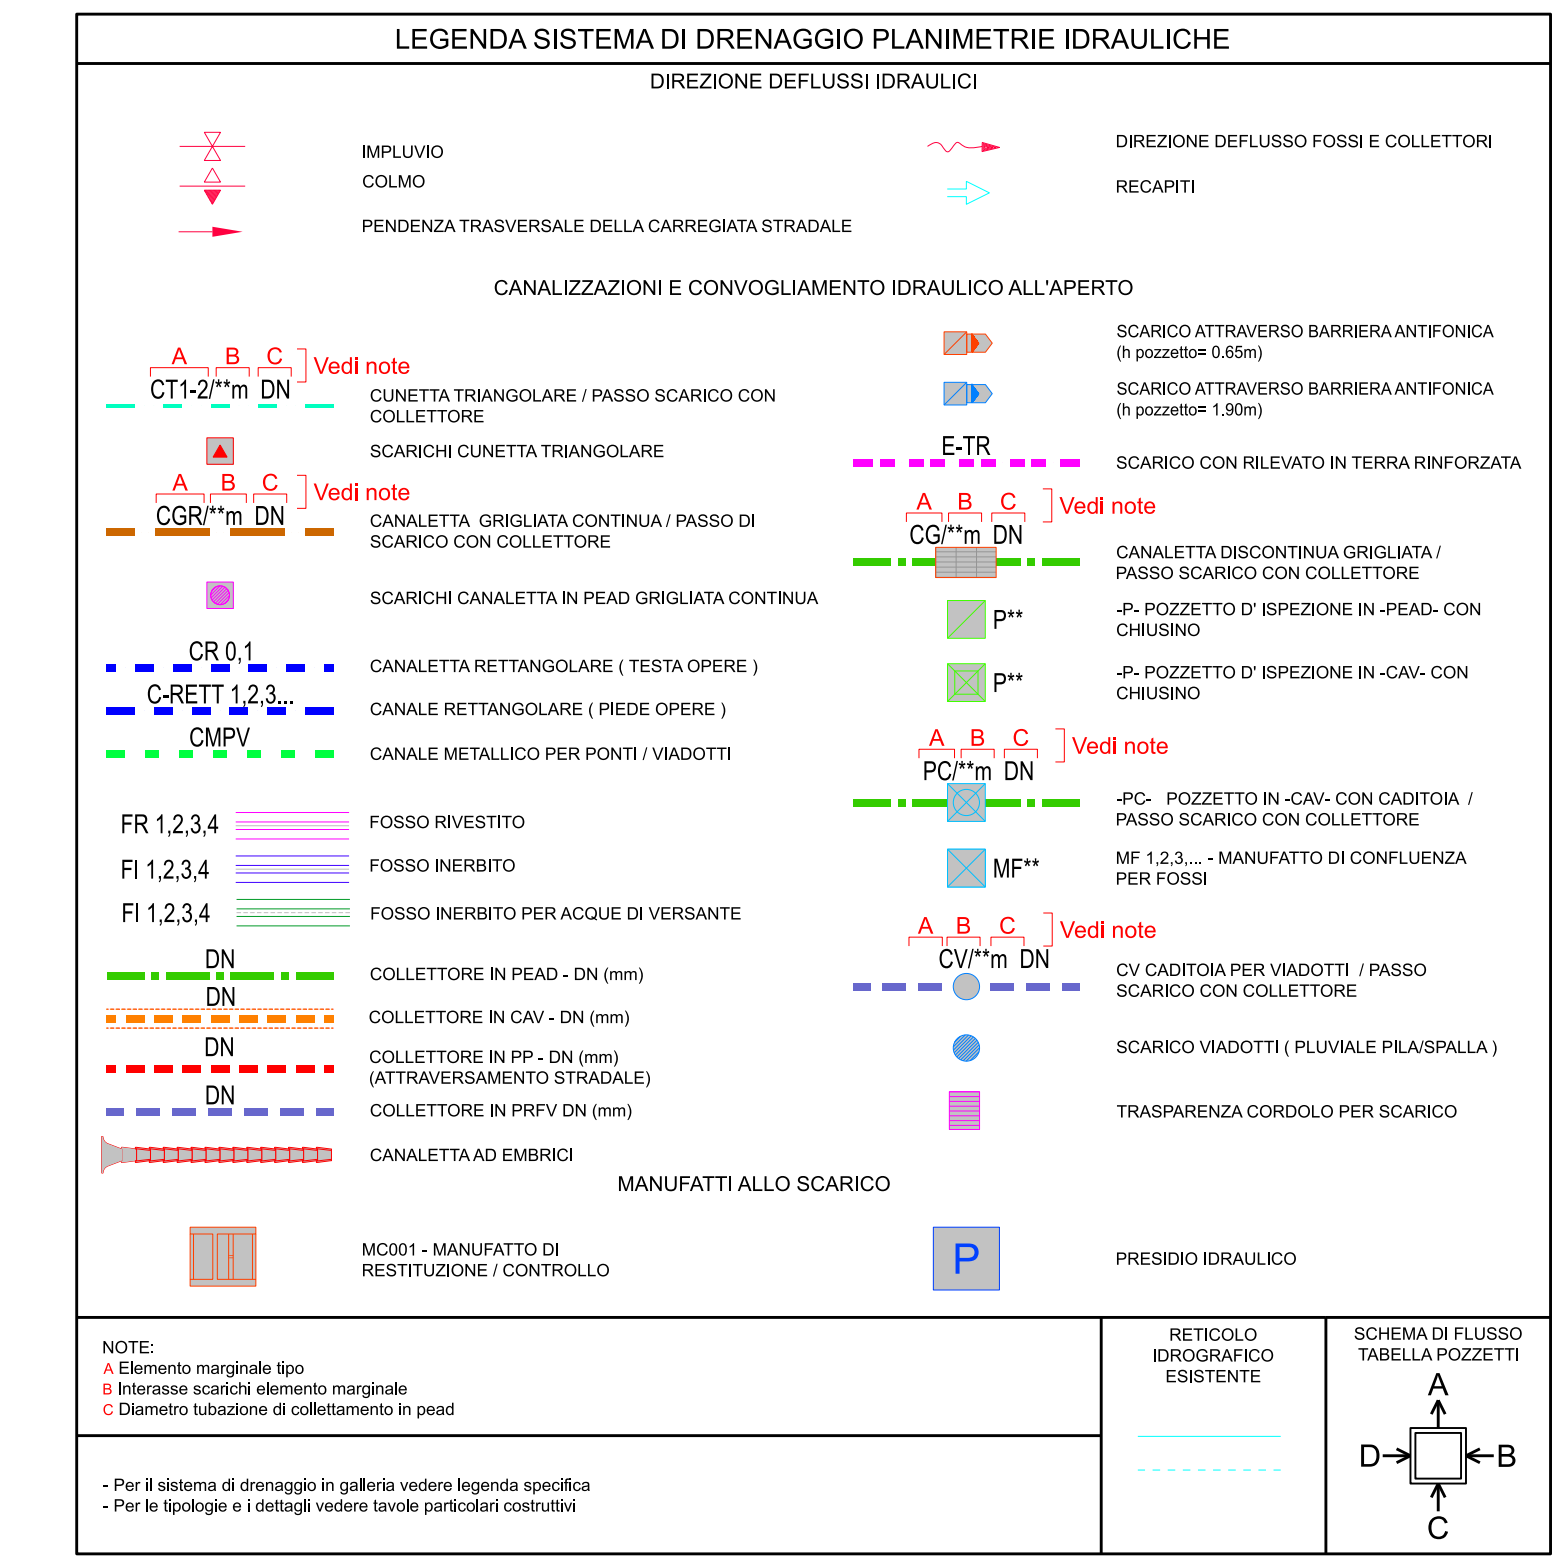 LEGENDA SISTEMA DI DRENAGGIO PLANIMETRIE IDRAULICHE
DIREZIONE DEFLUSSI IDRAULICI
IMPLUVIO
COLMO
PENDENZA TRASVERSALE DELLA CARREGIATA STRADALE
DIREZIONE DEFLUSSO FOSSI E COLLETTORI
RECAPITI
CANALIZZAZIONI E CONVOGLIAMENTO IDRAULICO ALL'APERTO
A B C
Vedi note
CT1-2/**m DN
CUNETTA TRIANGOLARE / PASSO SCARICO CON
COLLETTORE
SCARICHI CUNETTA TRIANGOLARE
A B C
Vedi note
CGR/**m DN
CANALETTA GRIGLIATA CONTINUA / PASSO DI
SCARICO CON COLLETTORE
SCARICHI CANALETTA IN PEAD GRIGLIATA CONTINUA
CR 0,1
CANALETTA RETTANGOLARE ( TESTA OPERE )
C-RETT 1,2,3...
CANALE RETTANGOLARE ( PIEDE OPERE )
CMPV
CANALE METALLICO PER PONTI / VIADOTTI
FR 1,2,3,4
FOSSO RIVESTITO
FI 1,2,3,4
FOSSO INERBITO
FI 1,2,3,4
FOSSO INERBITO PER ACQUE DI VERSANTE
DN
COLLETTORE IN PEAD - DN (mm)
DN
COLLETTORE IN CAV - DN (mm)
DN
COLLETTORE IN PP - DN (mm)
(ATTRAVERSAMENTO STRADALE)
DN
COLLETTORE IN PRFV DN (mm)
CANALETTA AD EMBRICI
SCARICO ATTRAVERSO BARRIERA ANTIFONICA
(h pozzetto= 0.65m)
SCARICO ATTRAVERSO BARRIERA ANTIFONICA
(h pozzetto= 1.90m)
E-TR
SCARICO CON RILEVATO IN TERRA RINFORZATA
A B C
Vedi note
CG/**m DN
CANALETTA DISCONTINUA GRIGLIATA /
PASSO SCARICO CON COLLETTORE
P**
-P- POZZETTO D' ISPEZIONE IN -PEAD- CON
CHIUSINO
P**
-P- POZZETTO D' ISPEZIONE IN -CAV- CON
CHIUSINO
A B C
Vedi note
PC/**m DN
-PC- POZZETTO IN -CAV- CON CADITOIA /
PASSO SCARICO CON COLLETTORE
MF**
MF 1,2,3,... - MANUFATTO DI CONFLUENZA
PER FOSSI
A B C
Vedi note
CV/**m DN
CV CADITOIA PER VIADOTTI / PASSO
SCARICO CON COLLETTORE
SCARICO VIADOTTI ( PLUVIALE PILA/SPALLA )
TRASPARENZA CORDOLO PER SCARICO
MANUFATTI ALLO SCARICO
MC001 - MANUFATTO DI
RESTITUZIONE / CONTROLLO
P
PRESIDIO IDRAULICO
NOTE:
A Elemento marginale tipo
B Interasse scarichi elemento marginale
C Diametro tubazione di collettamento in pead
- Per il sistema di drenaggio in galleria vedere legenda specifica
- Per le tipologie e i dettagli vedere tavole particolari costruttivi
RETICOLO
IDROGRAFICO
ESISTENTE
SCHEMA DI FLUSSO
TABELLA POZZETTI
A
D B
C